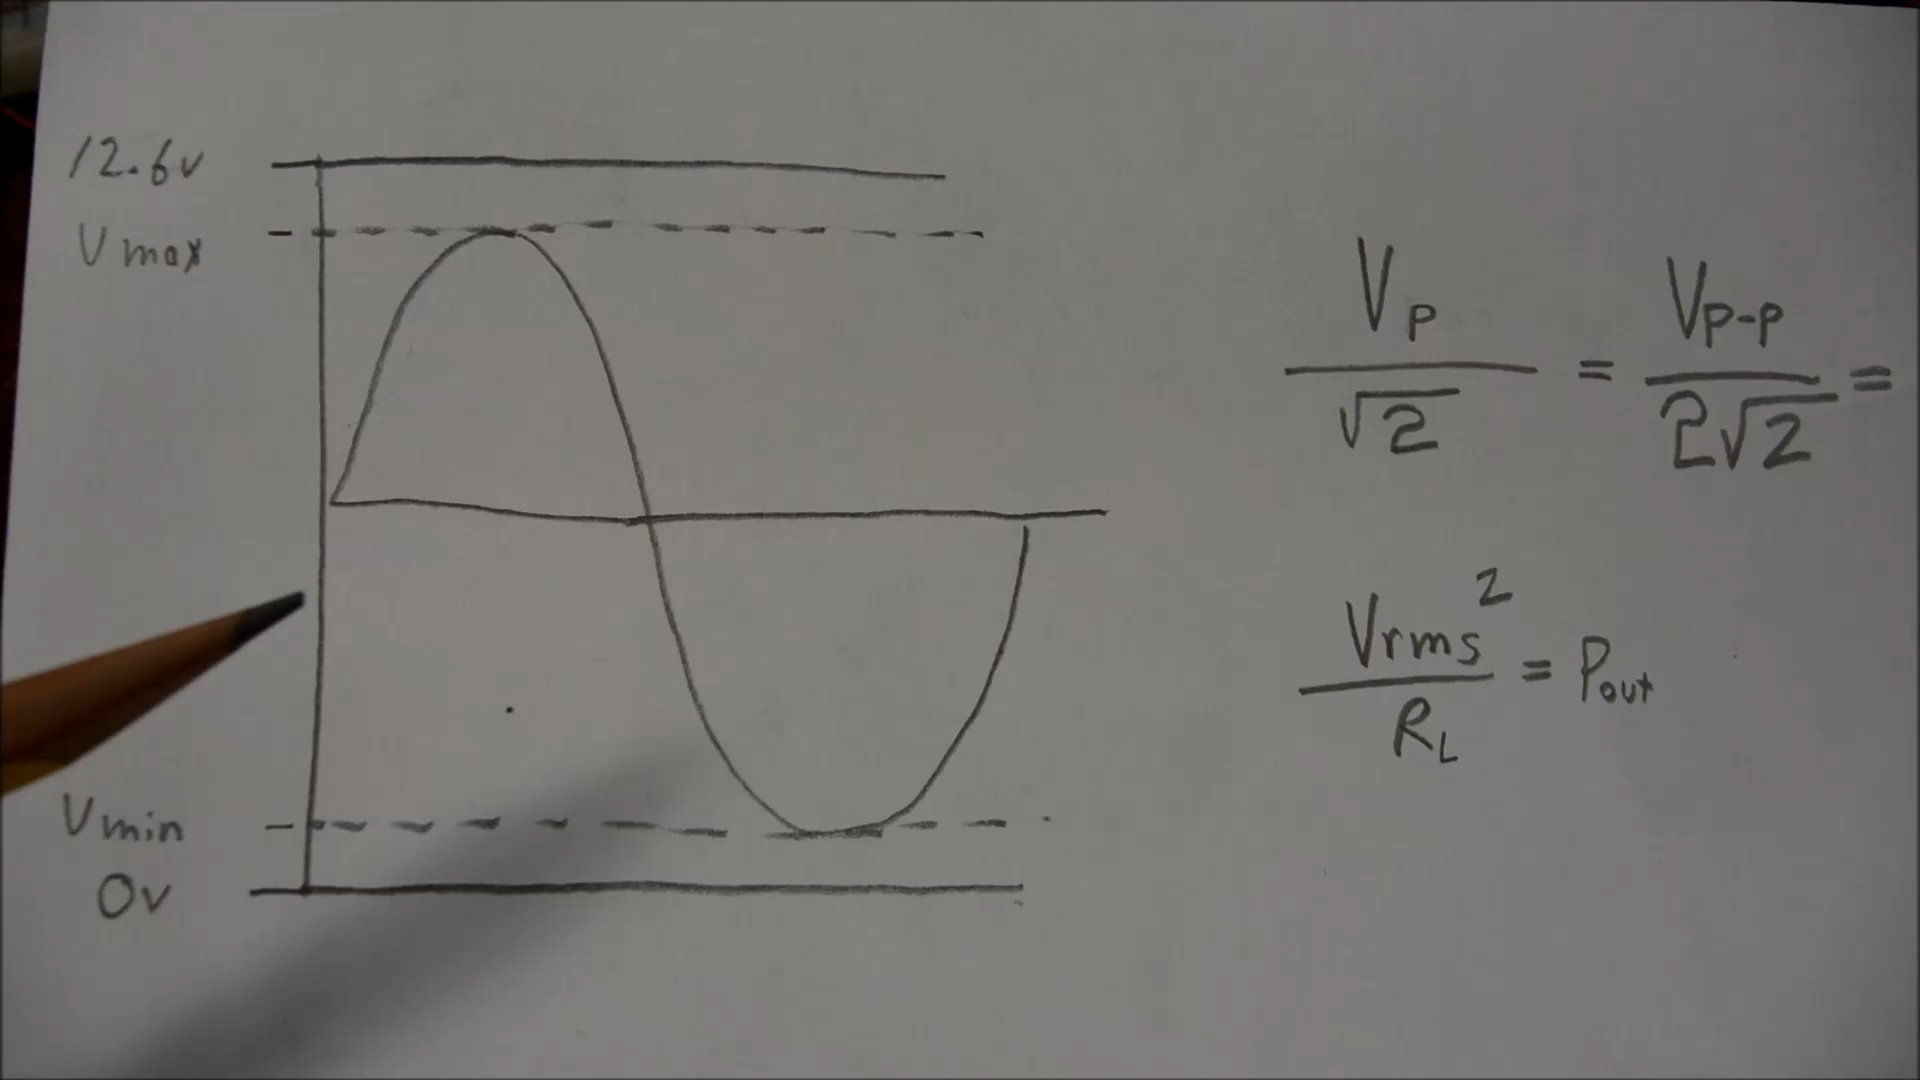 12.6v
Vmax
Vmin
0v
Vp/√2 = Vp-p/2√2 =
Vrms²/RL = Pout